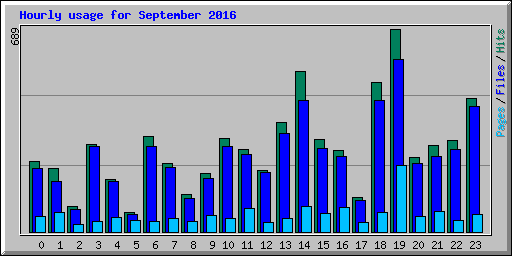 Hourly usage for September 2016
689
Pages / Files / Hits
0 1 2 3 4 5 6 7 8 9 10 11 12 13 14 15 16 17 18 19 20 21 22 23